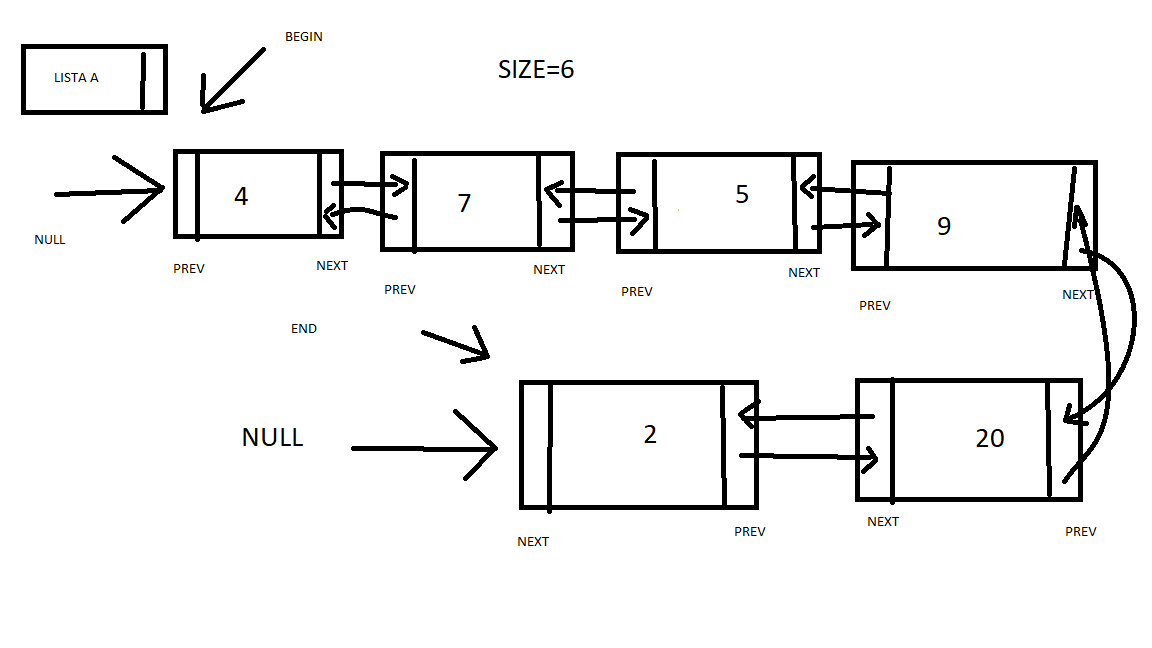 BEGIN
LISTA A
SIZE=6
4
7
5
9
NULL
PREV
NEXT
PREV
NEXT
PREV
NEXT
PREV
NEXT
END
NULL
2
20
NEXT
PREV
NEXT
PREV